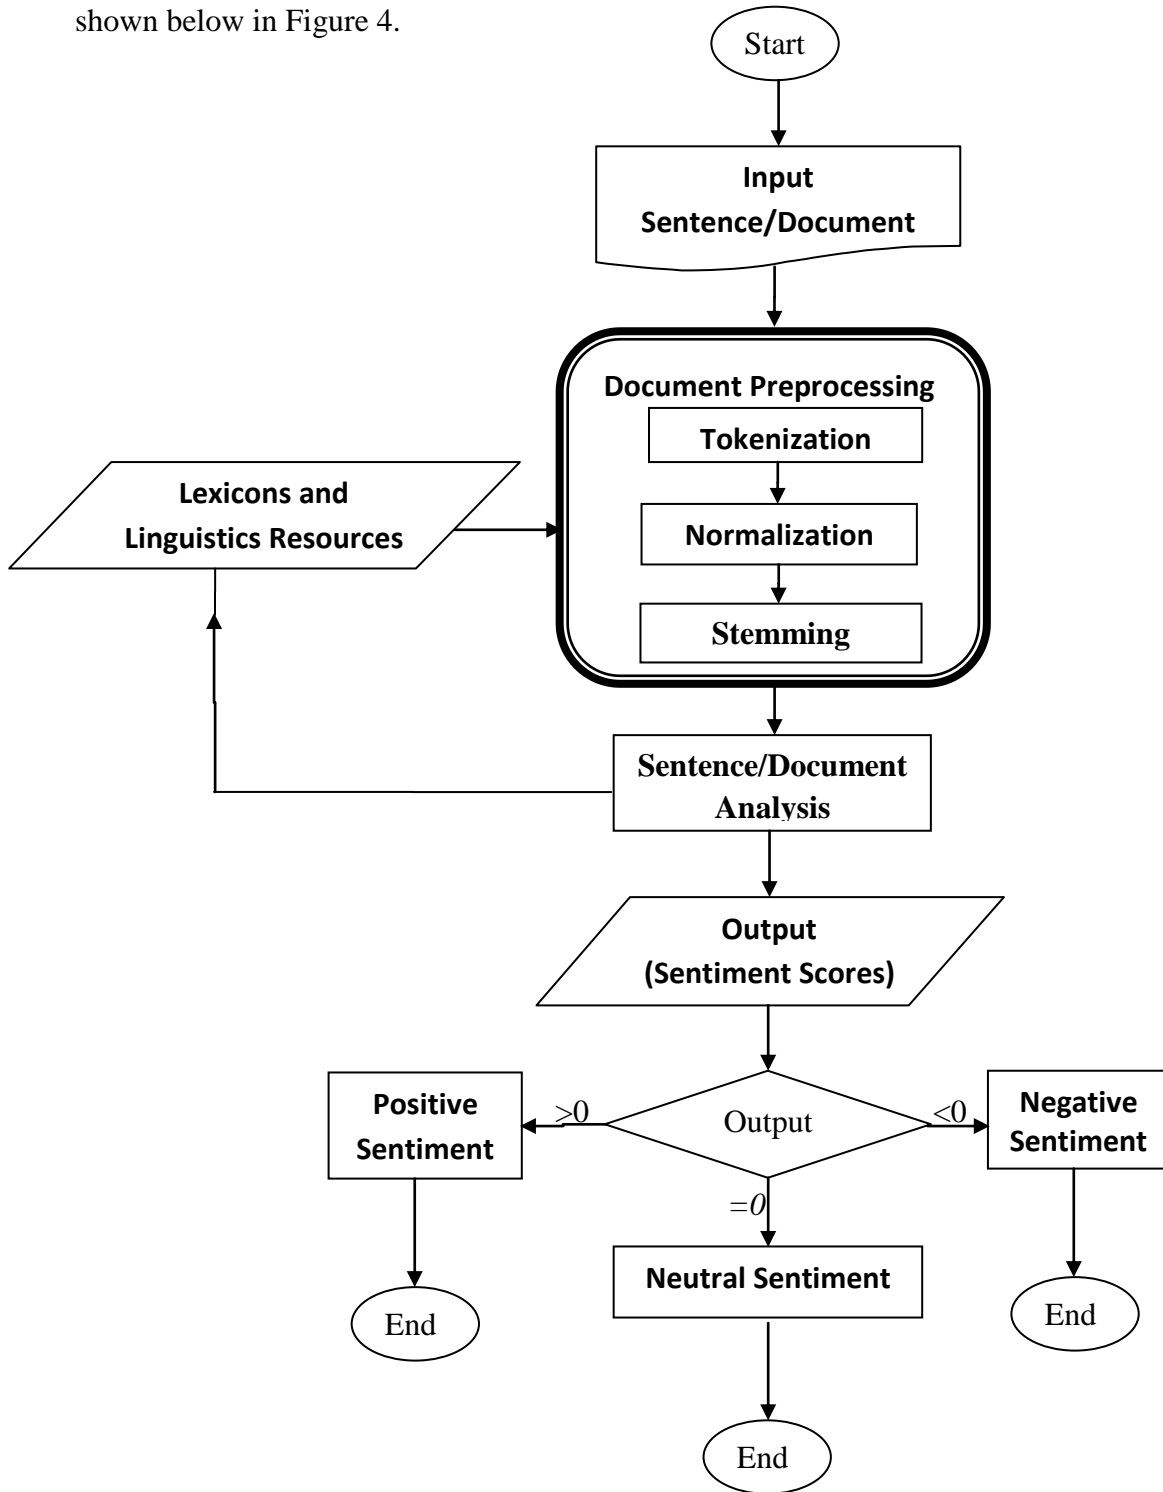 shown below in Figure 4.
Start
Input
Sentence/Document
Document Preprocessing
Tokenization
Lexicons and
Linguistics Resources
Normalization
Stemming
Sentence/Document
Analysis
Output
(Sentiment Scores)
Positive
Sentiment
>0
Output
<0
Negative
Sentiment
=0
Neutral Sentiment
End
End
End